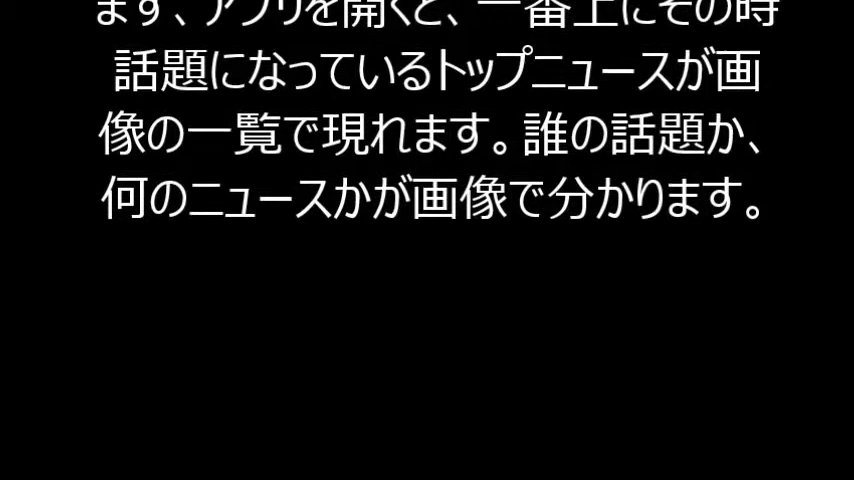 ます、アプリを開くと、一番上にその時
話題になっているトップニュースが画
像の一覧で現れます。誰の話題か、
何のニュースかが画像で分かります。